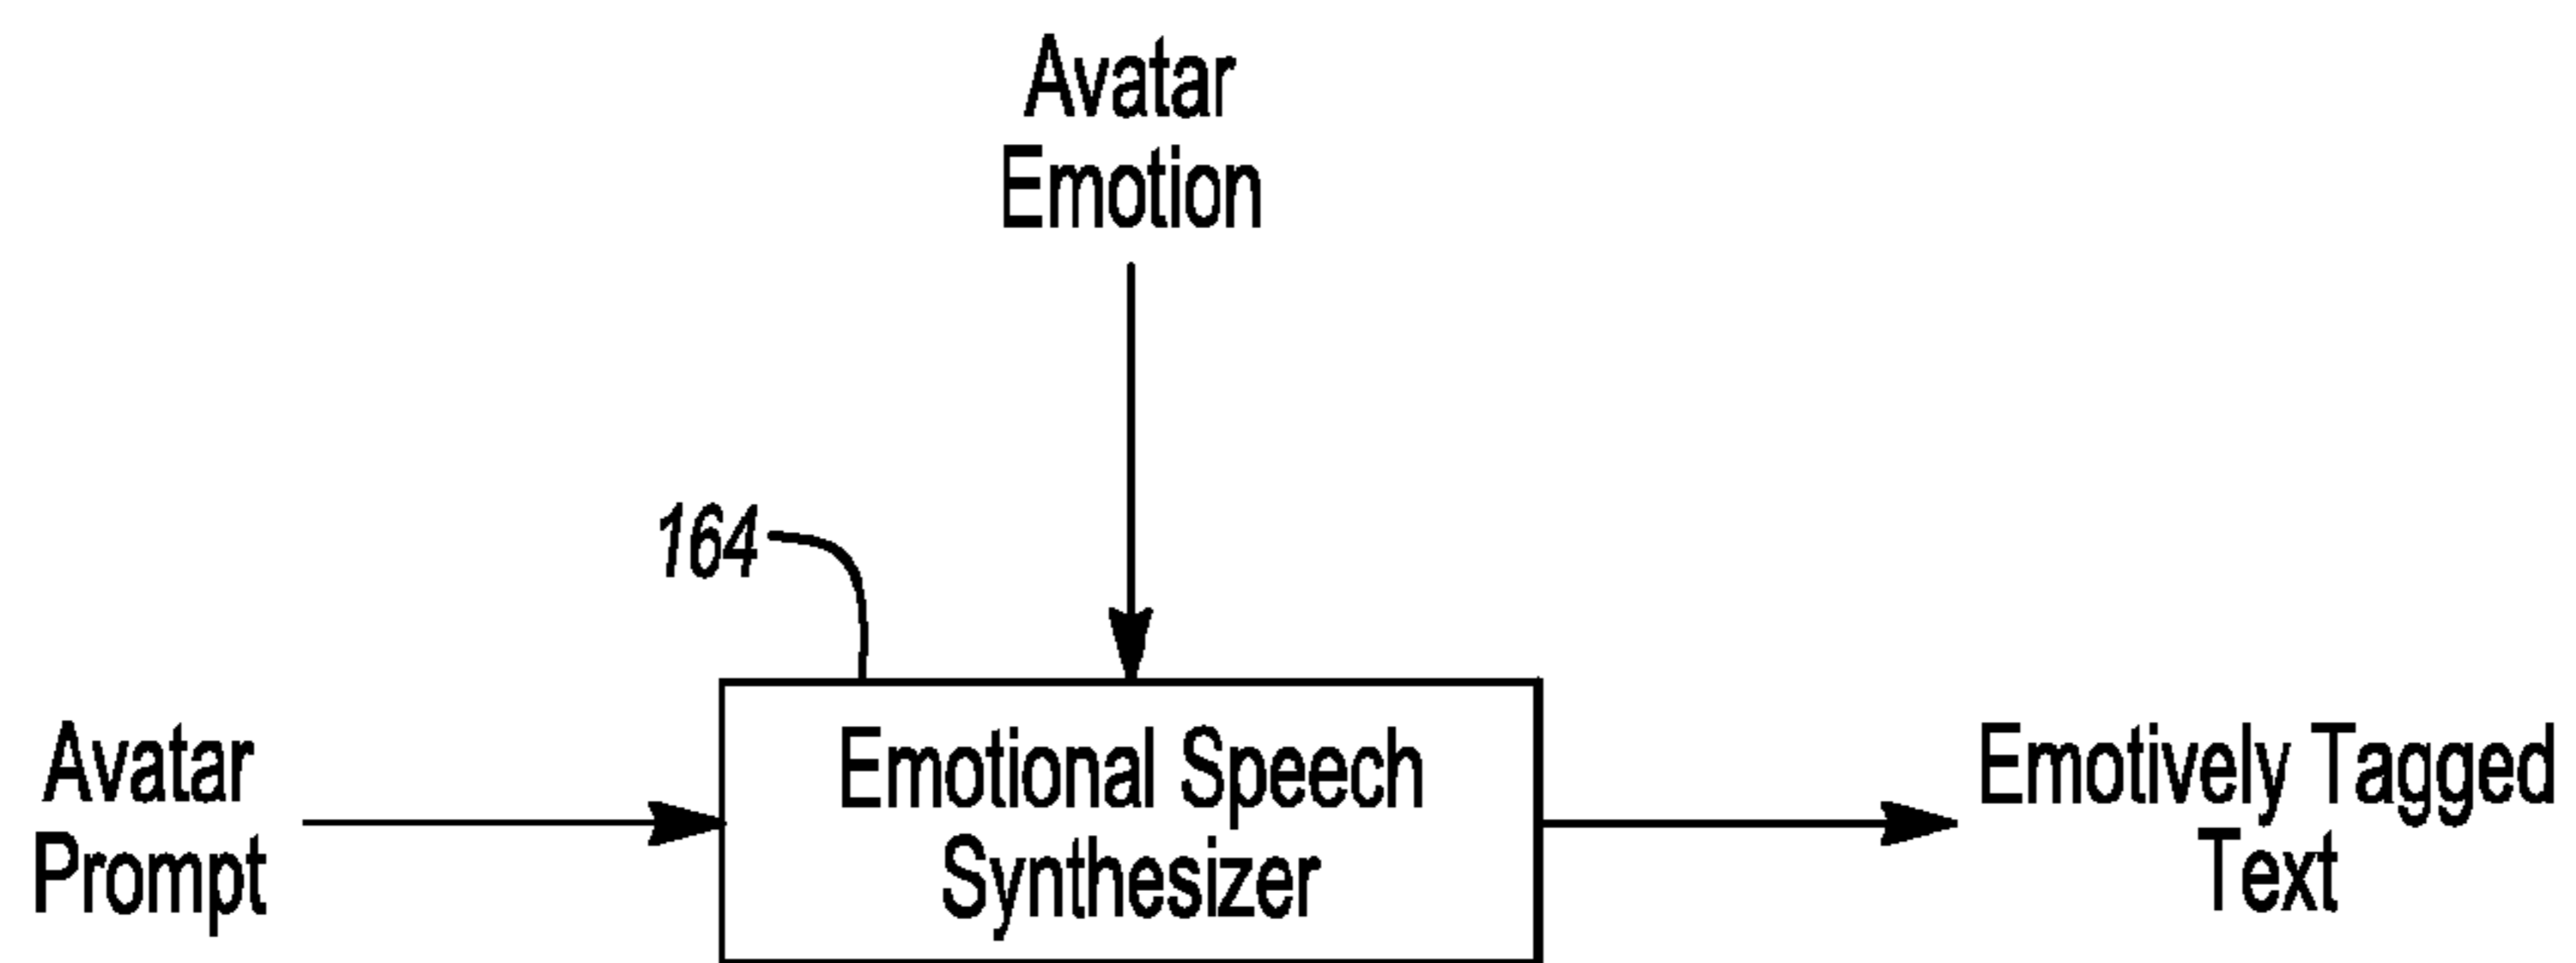 Avatar
Emotion
164
Avatar
Prompt
Emotional Speech
Synthesizer
Emotively Tagged
Text